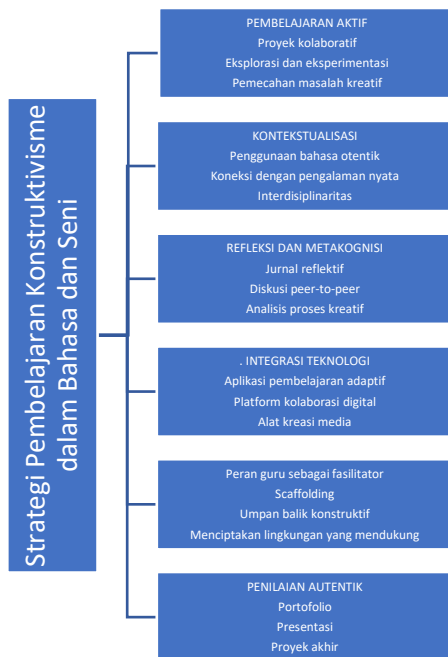 Strategi Pembelajaran Konstruktivisme
dalam Bahasa dan Seni
PEMBELAJARAN AKTIF
Proyek kolaboratif
Eksplorasi dan eksperimentasi
Pemecahan masalah kreatif
KONTEKSTUALISASI
Penggunaan bahasa otentik
Koneksi dengan pengalaman nyata
Interdisiplinaritas
REFLEKSI DAN METAKOGNISI
Jurnal reflektif
Diskusi peer-to-peer
Analisis proses kreatif
. INTEGRASI TEKNOLOGI
Aplikasi pembelajaran adaptif
Platform kolaborasi digital
Alat kreasi media
Peran guru sebagai fasilitator
Scaffolding
Umpan balik konstruktif
Menciptakan lingkungan yang mendukung
PENILAIAN AUTENTIK
Portofolio
Presentasi
Proyek akhir